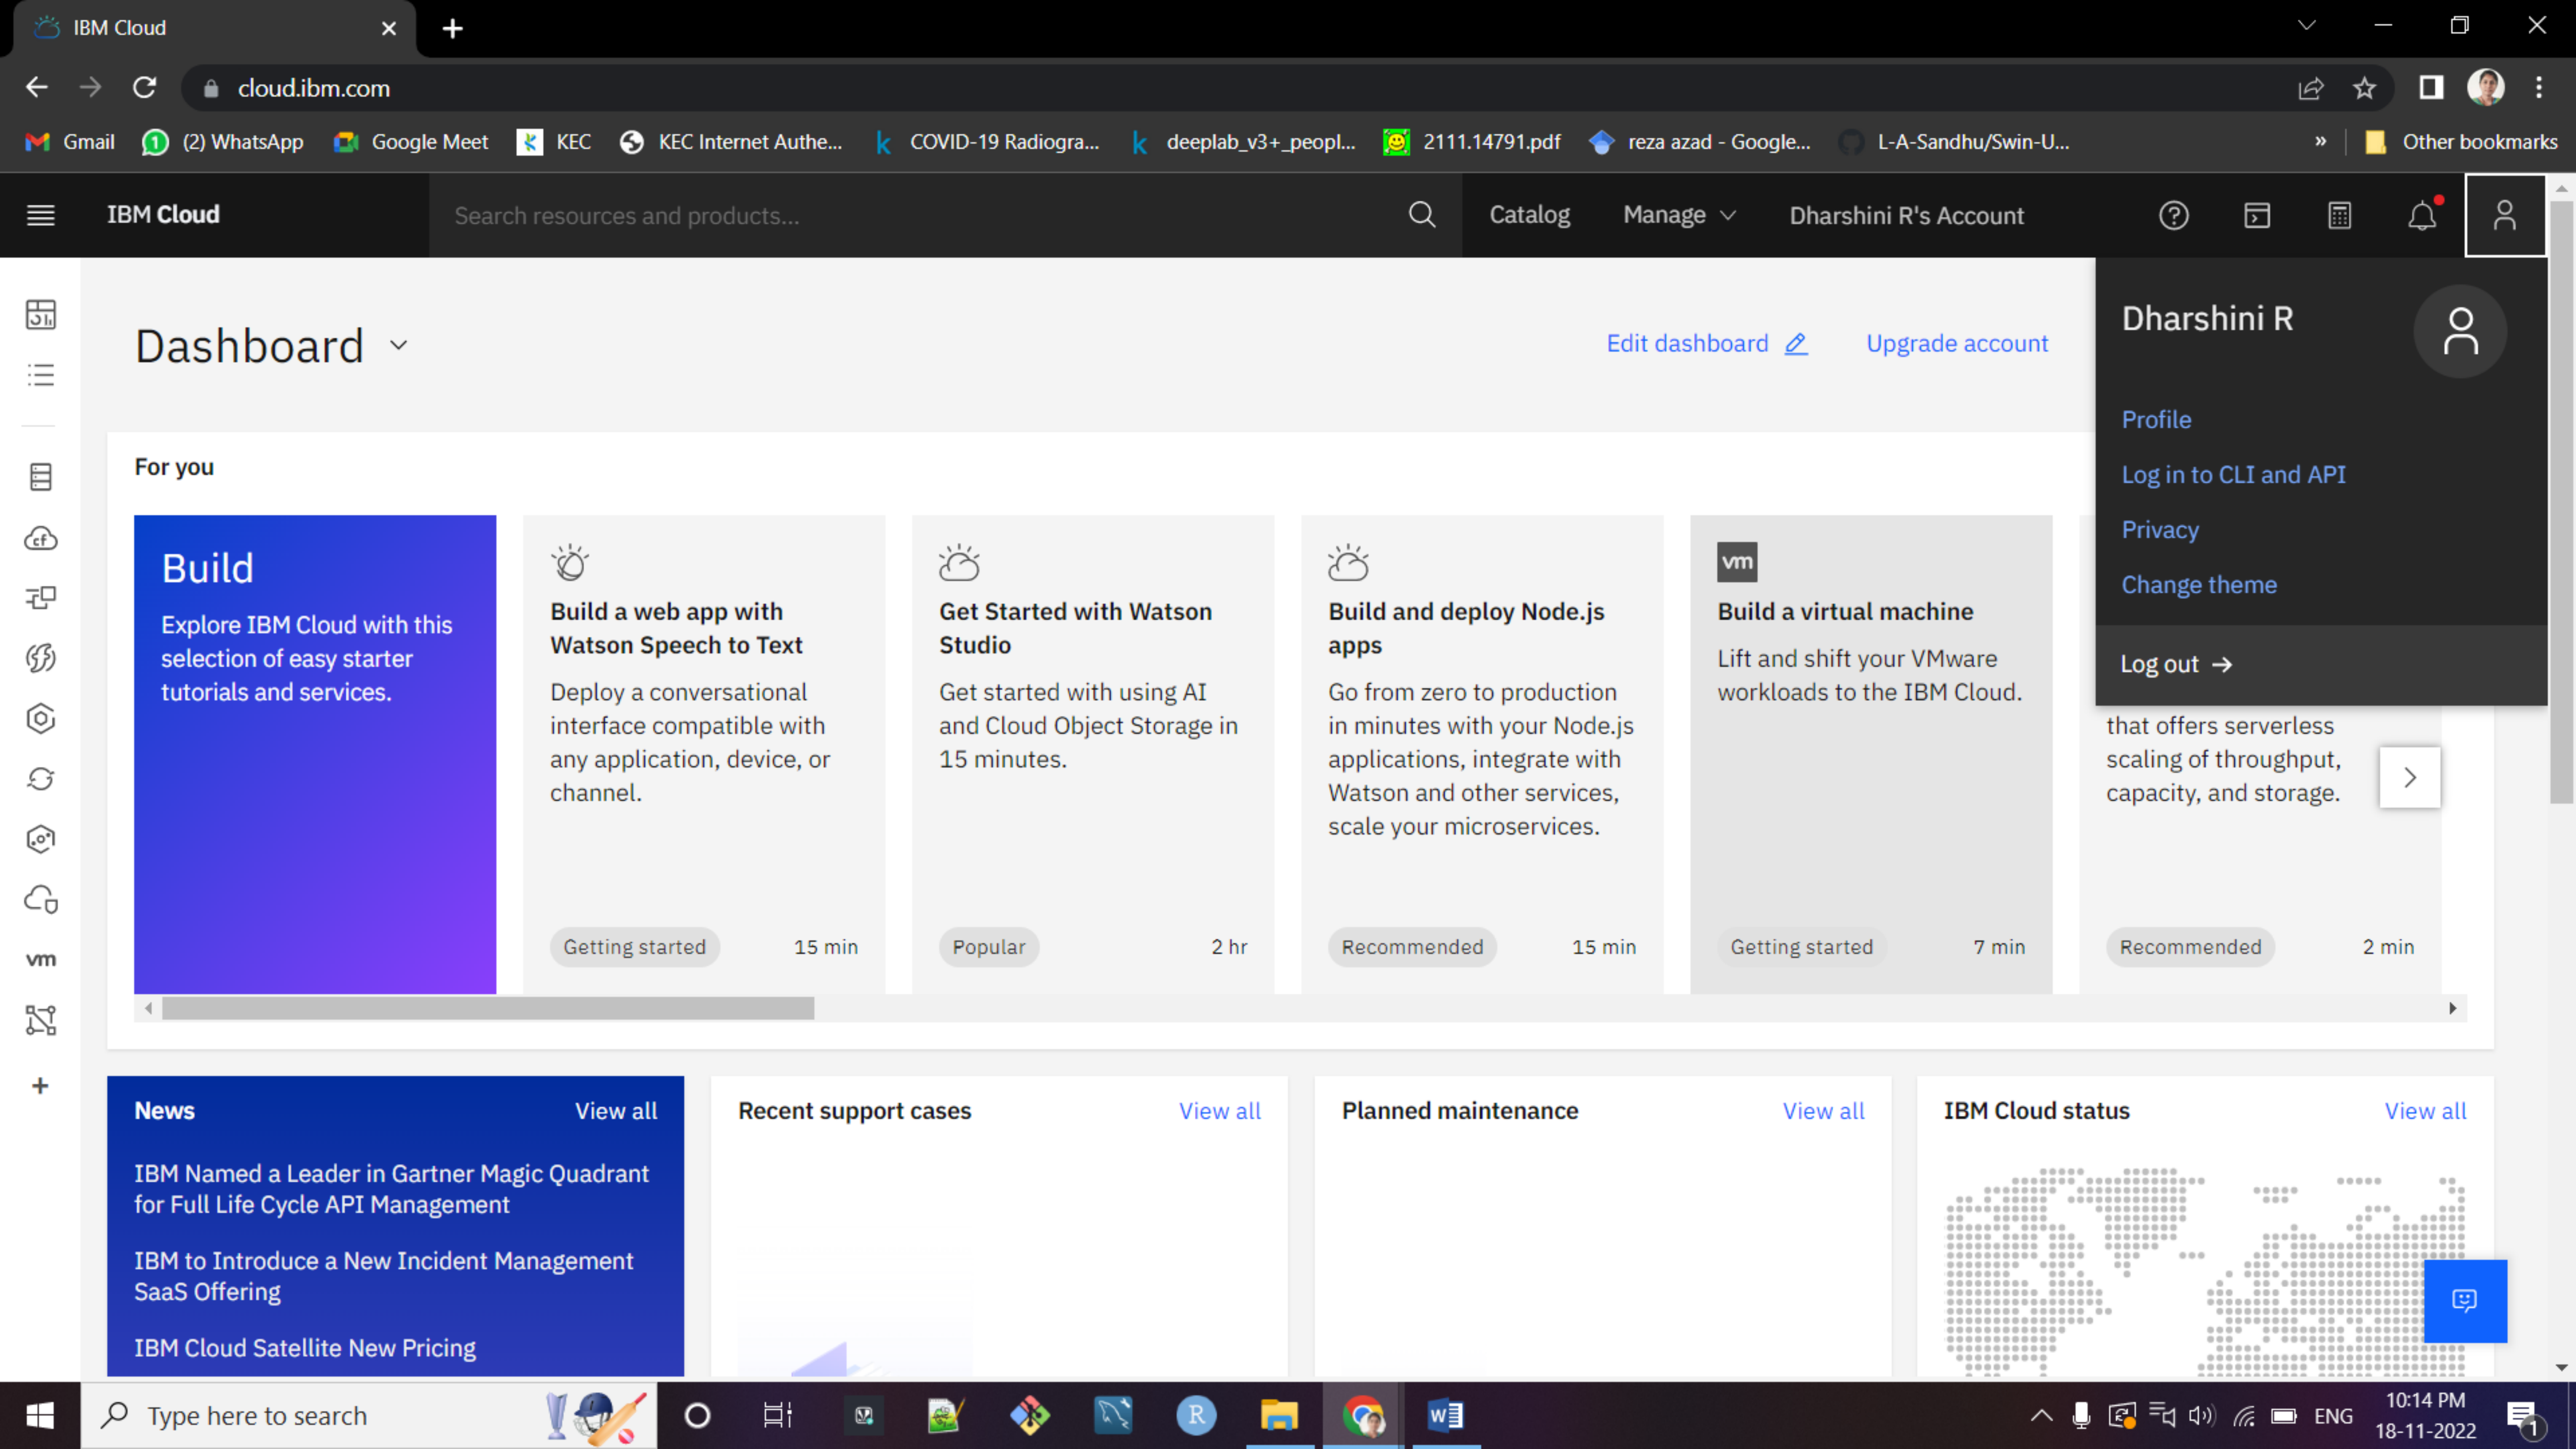 IBM Cloud
cloud.ibm.com
Gmail
(2) WhatsApp
Google Meet
KEC
KEC Internet Authe...
COVID-19 Radiogra...
deeplab_v3+_peopl...
2111.14791.pdf
reza azad - Google...
L-A-Sandhu/Swin-U...
»
Other bookmarks
IBM Cloud
Search resources and products...
Catalog
Manage
Dharshini R's Account
Dashboard
Edit dashboard
Upgrade account
Dharshini R
Profile
Log in to CLI and API
Privacy
Change theme
Log out
For you
Build
Explore IBM Cloud with this
selection of easy starter
tutorials and services.
Build a web app with
Watson Speech to Text
Deploy a conversational
interface compatible with
any application, device, or
channel.
Getting started
15 min
Get Started with Watson
Studio
Get started with using AI
and Cloud Object Storage in
15 minutes.
Popular
2 hr
Build and deploy Node.js
apps
Go from zero to production
in minutes with your Node.js
applications, integrate with
Watson and other services,
scale your microservices.
Recommended
15 min
vm
Build a virtual machine
Lift and shift your VMware
workloads to the IBM Cloud.
Getting started
7 min
that offers serverless
scaling of throughput,
capacity, and storage.
Recommended
2 min
cf
vm
News
View all
IBM Named a Leader in Gartner Magic Quadrant
for Full Life Cycle API Management
IBM to Introduce a New Incident Management
SaaS Offering
IBM Cloud Satellite New Pricing
Recent support cases
View all
Planned maintenance
View all
IBM Cloud status
View all
Type here to search
R
W
ENG
10:14 PM
18-11-2022
1